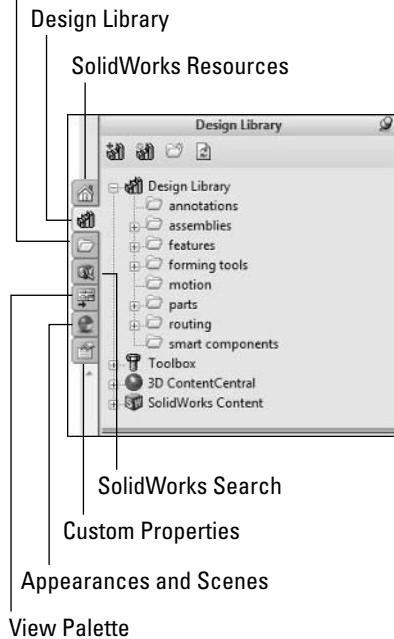 Design Library
SolidWorks Resources
Design Library
Design Library
annotations
assemblies
features
forming tools
motion
parts
routing
smart components
Toolbox
3D ContentCentral
SolidWorks Content
SolidWorks Search
Custom Properties
Appearances and Scenes
View Palette